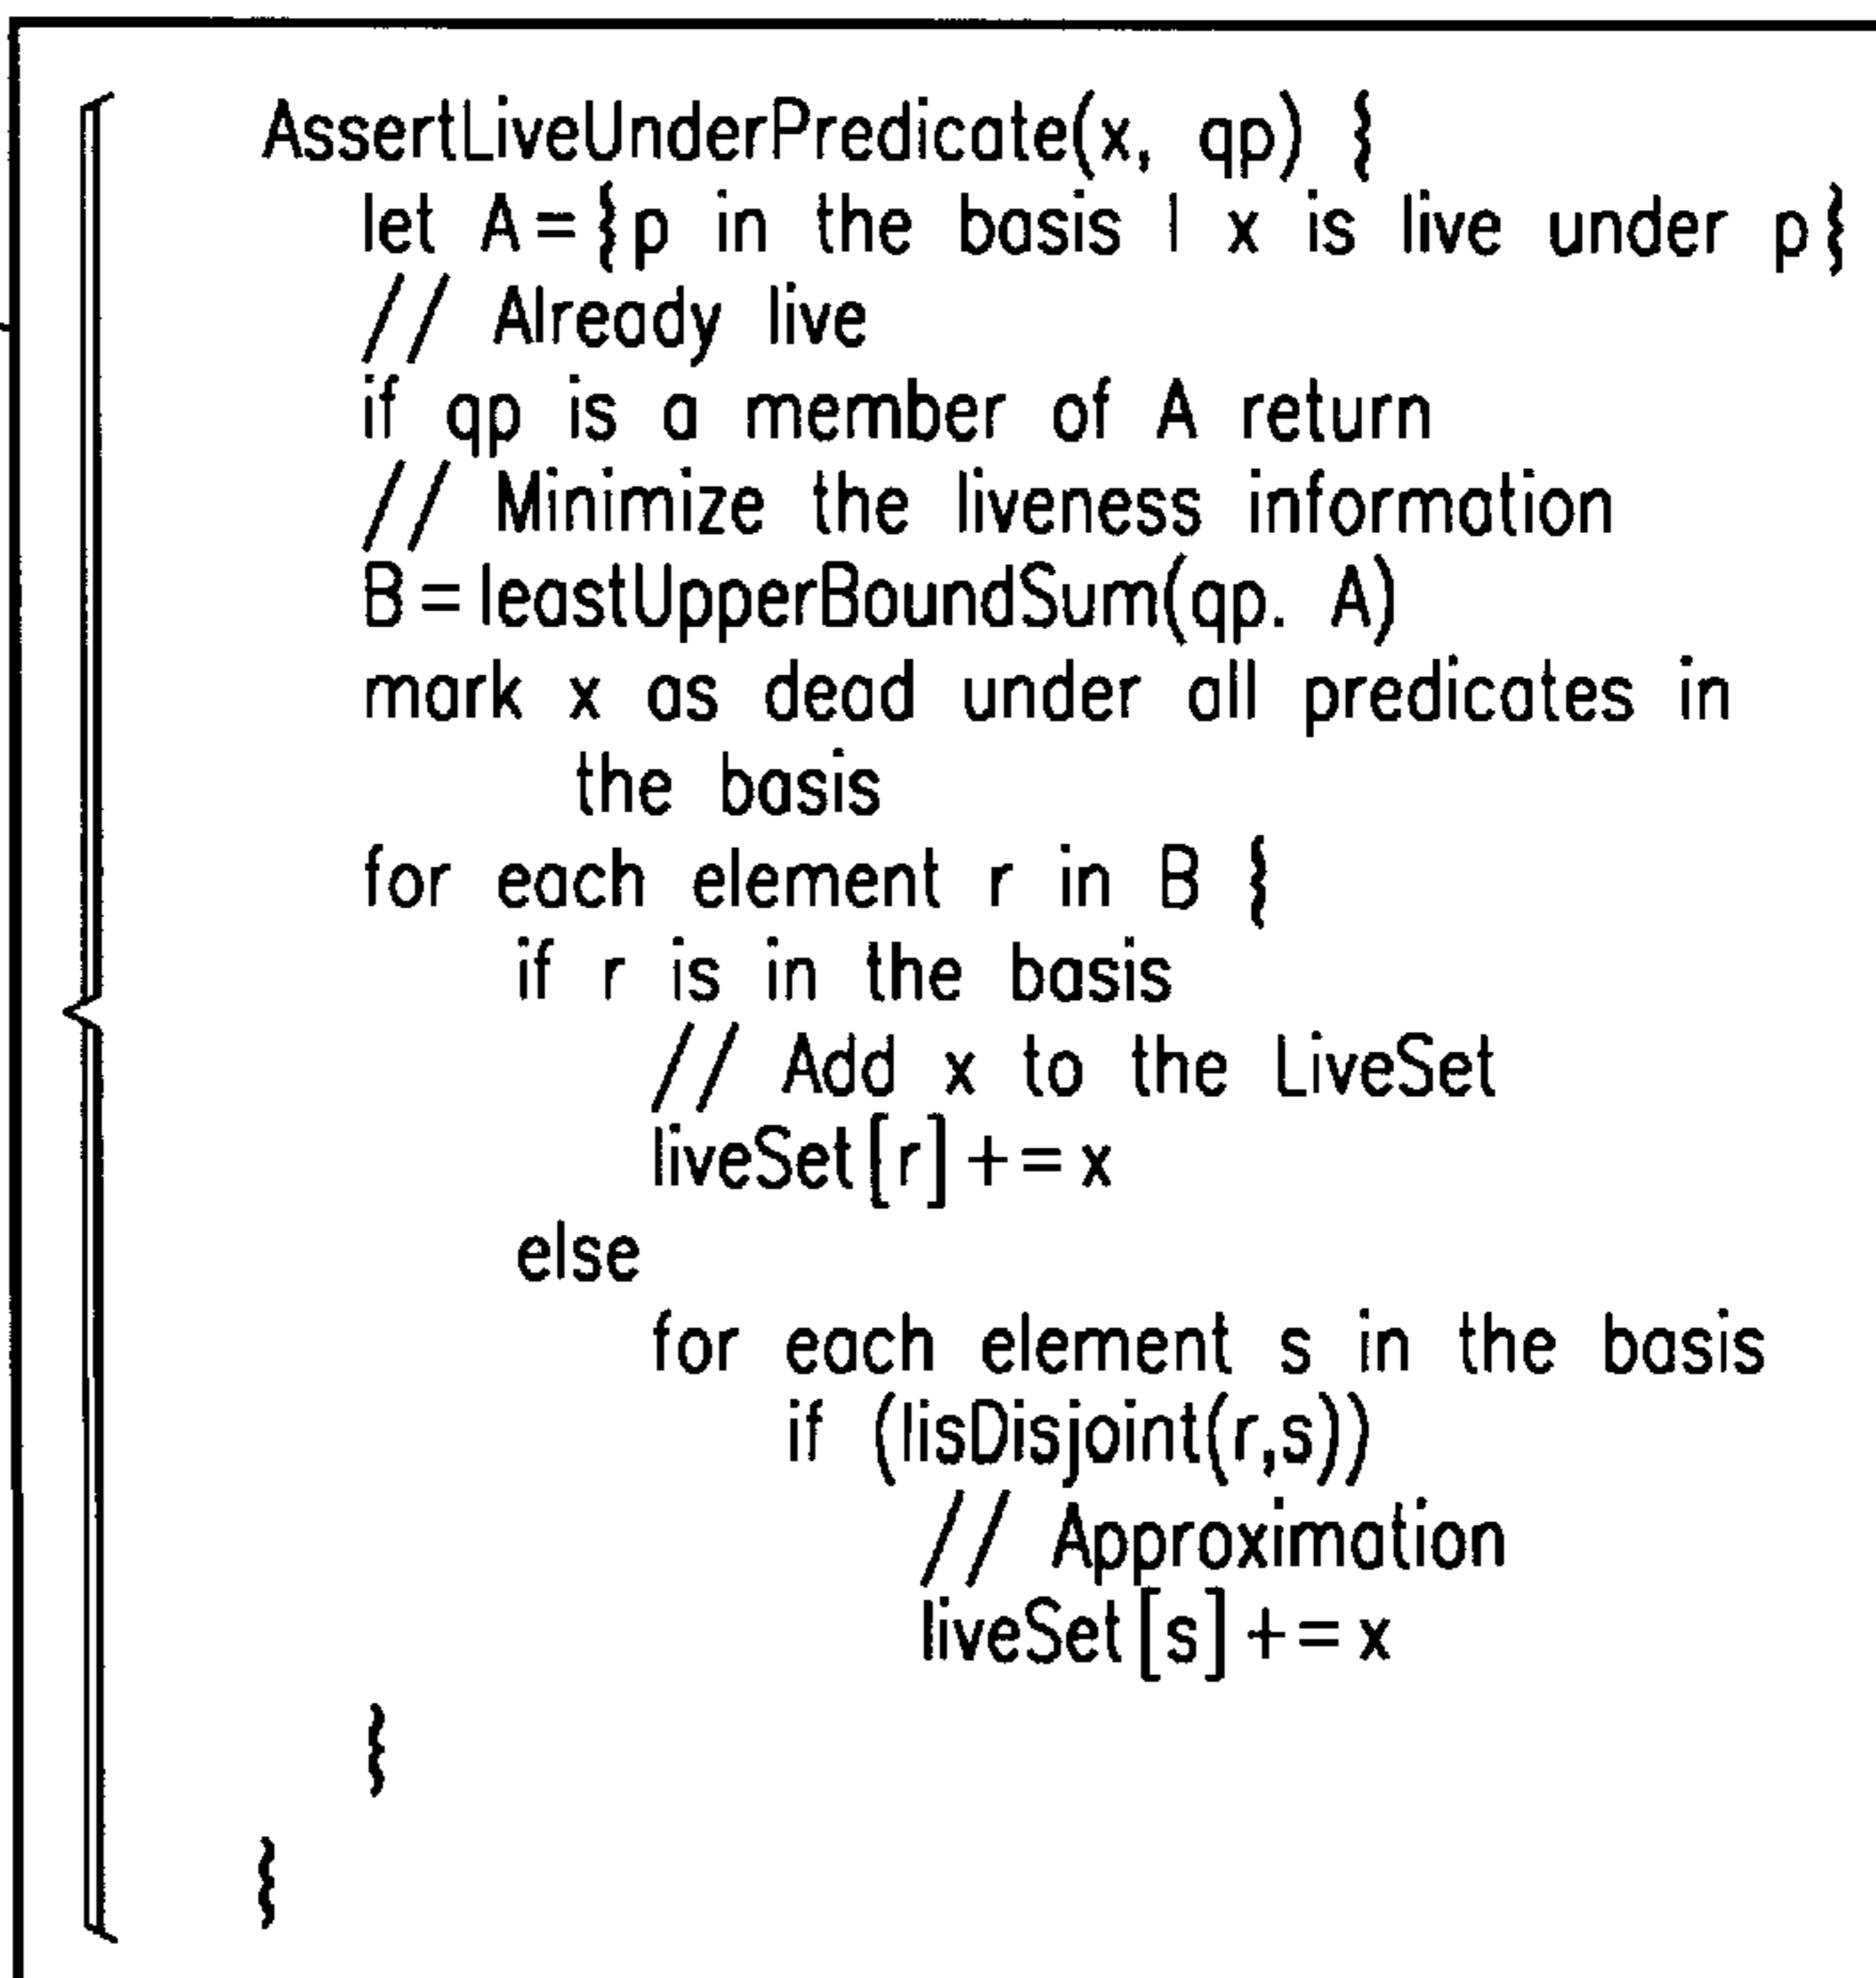 AssertLiveUnderPredicate(x, qp) {
let A={p in the basis | x is live under p}
// Already live
if qp is a member of A return
// Minimize the liveness information
B=leastUpperBoundSum(qp. A)
mark x as dead under all predicates in
the basis
for each element r in B {
if r is in the basis
// Add x to the LiveSet
liveSet[r]+=x
else
for each element s in the basis
if (lisDisjoint(r,s))
// Approximation
liveSet[s]+=x
}
}